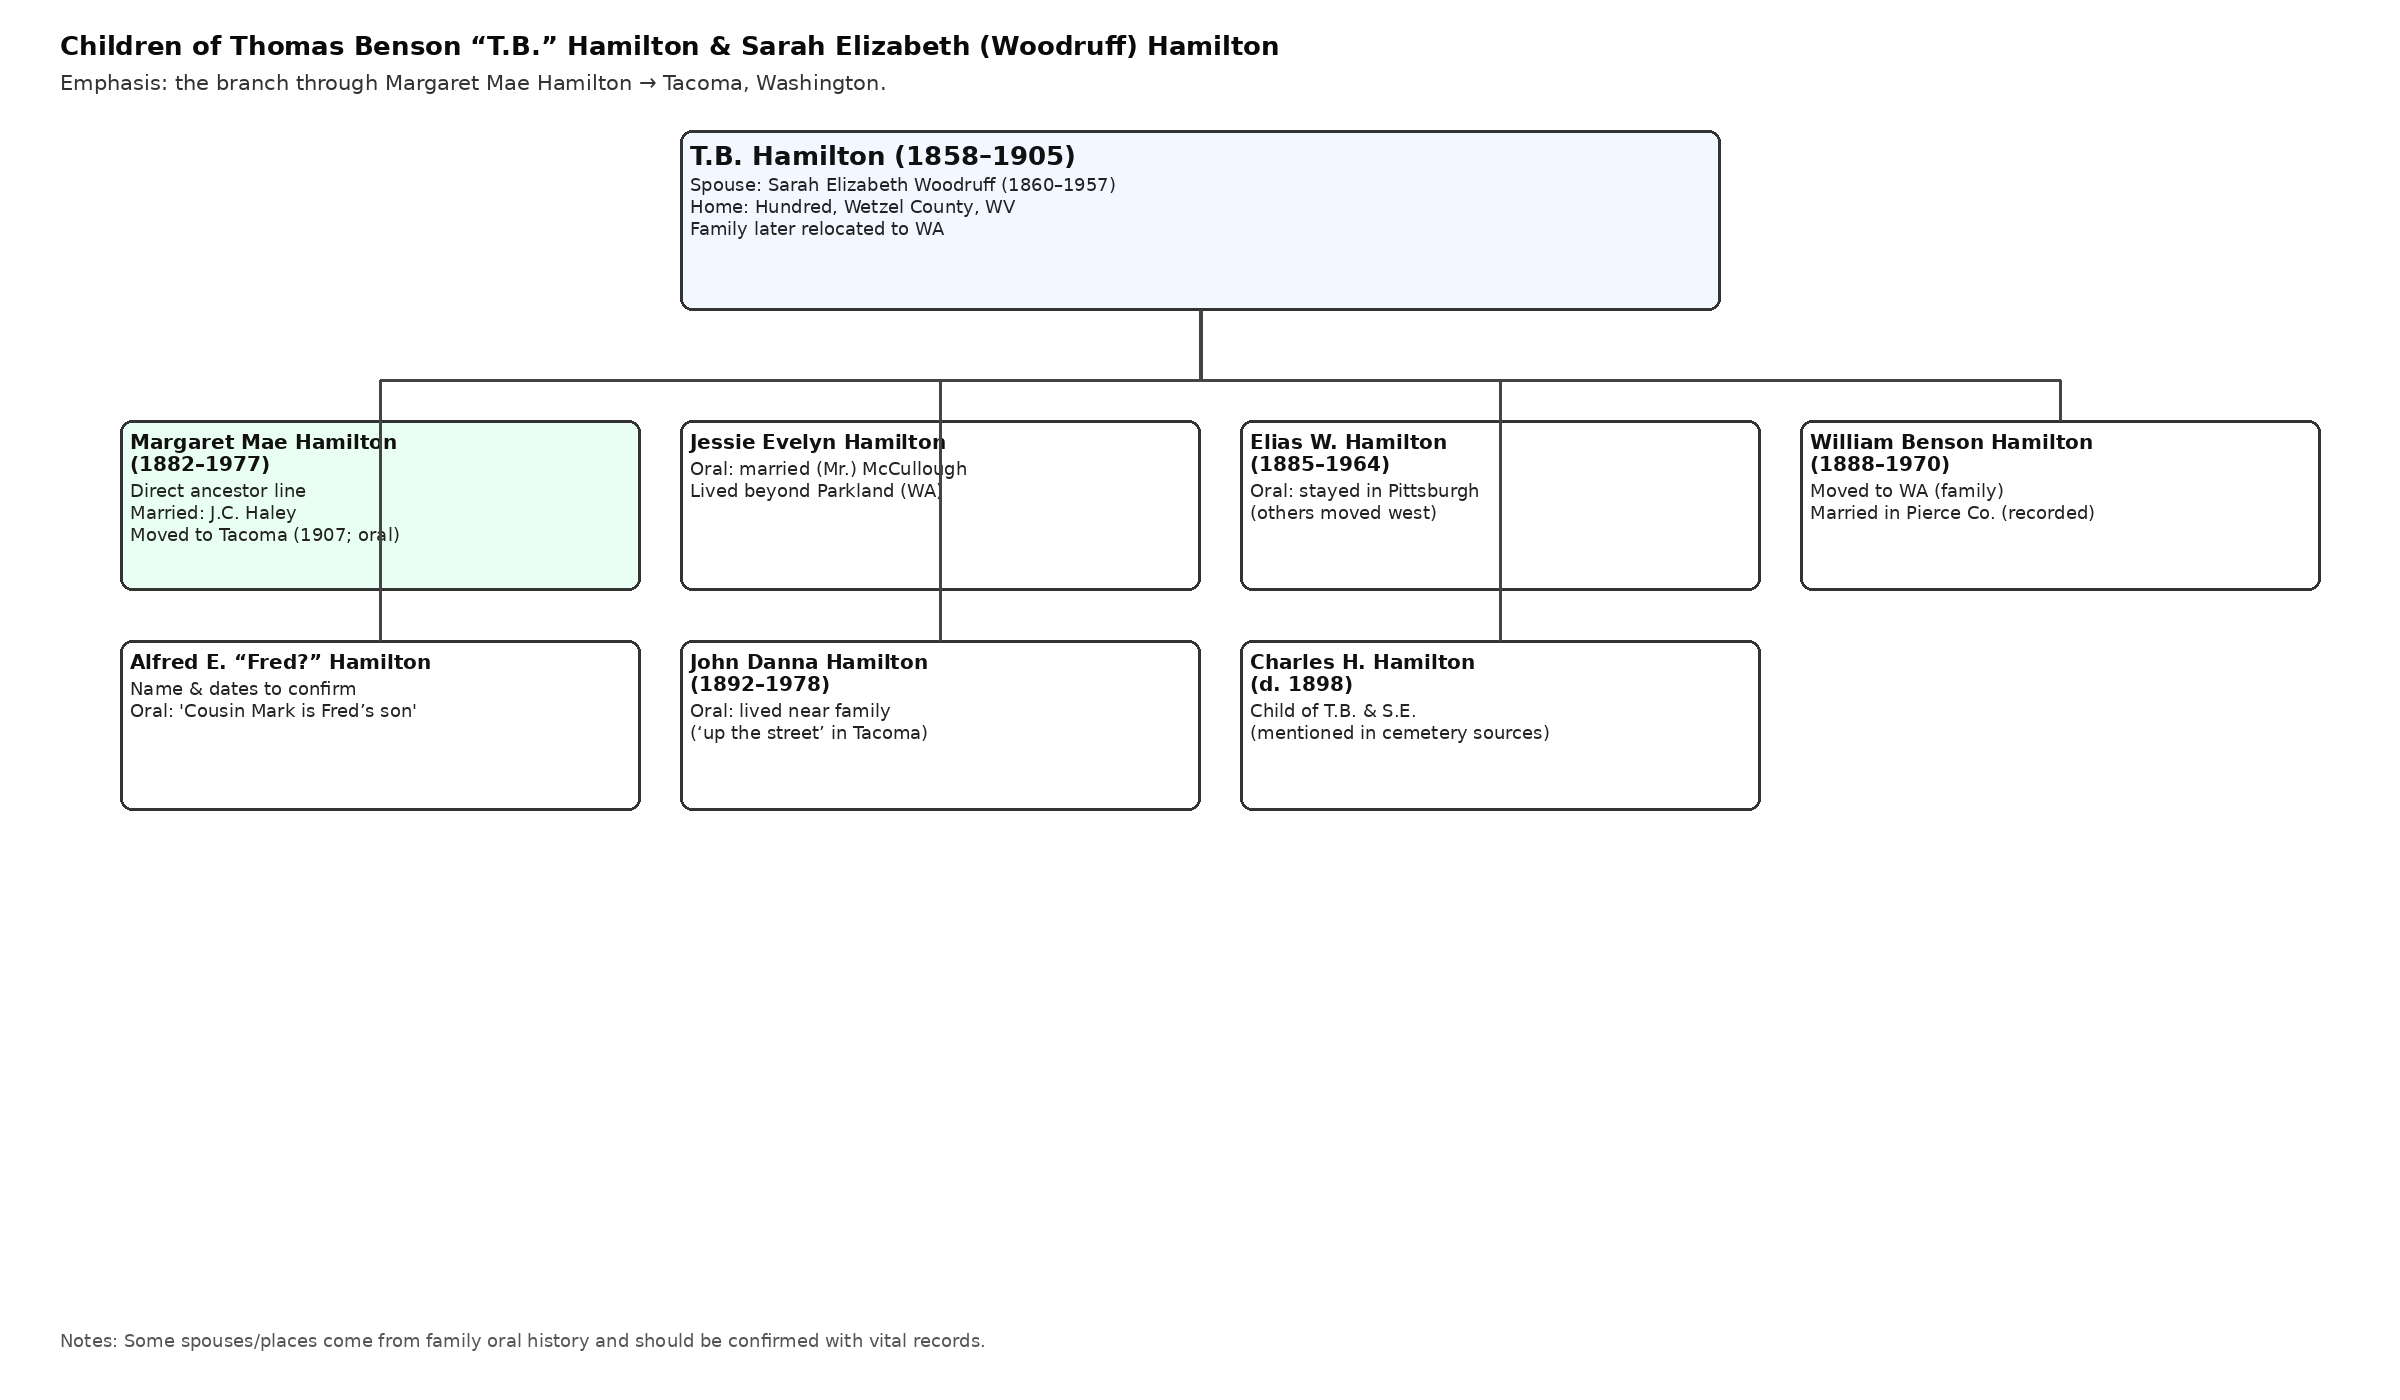 Children of Thomas Benson “T.B.” Hamilton & Sarah Elizabeth (Woodruff) Hamilton
Emphasis: the branch through Margaret Mae Hamilton → Tacoma, Washington.
T.B. Hamilton (1858–1905)
Spouse: Sarah Elizabeth Woodruff (1860–1957)
Home: Hundred, Wetzel County, WV
Family later relocated to WA
Margaret Mae Hamilton
(1882–1977)
Direct ancestor line
Married: J.C. Haley
Moved to Tacoma (1907; oral)
Jessie Evelyn Hamilton
Oral: married (Mr.) McCullough
Lived beyond Parkland (WA)
Elias W. Hamilton
(1885–1964)
Oral: stayed in Pittsburgh
(others moved west)
William Benson Hamilton
(1888–1970)
Moved to WA (family)
Married in Pierce Co. (recorded)
Alfred E. “Fred?” Hamilton
Name & dates to confirm
Oral: 'Cousin Mark is Fred’s son'
John Danna Hamilton
(1892–1978)
Oral: lived near family
(‘up the street’ in Tacoma)
Charles H. Hamilton
(d. 1898)
Child of T.B. & S.E.
(mentioned in cemetery sources)
Notes: Some spouses/places come from family oral history and should be confirmed with vital records.